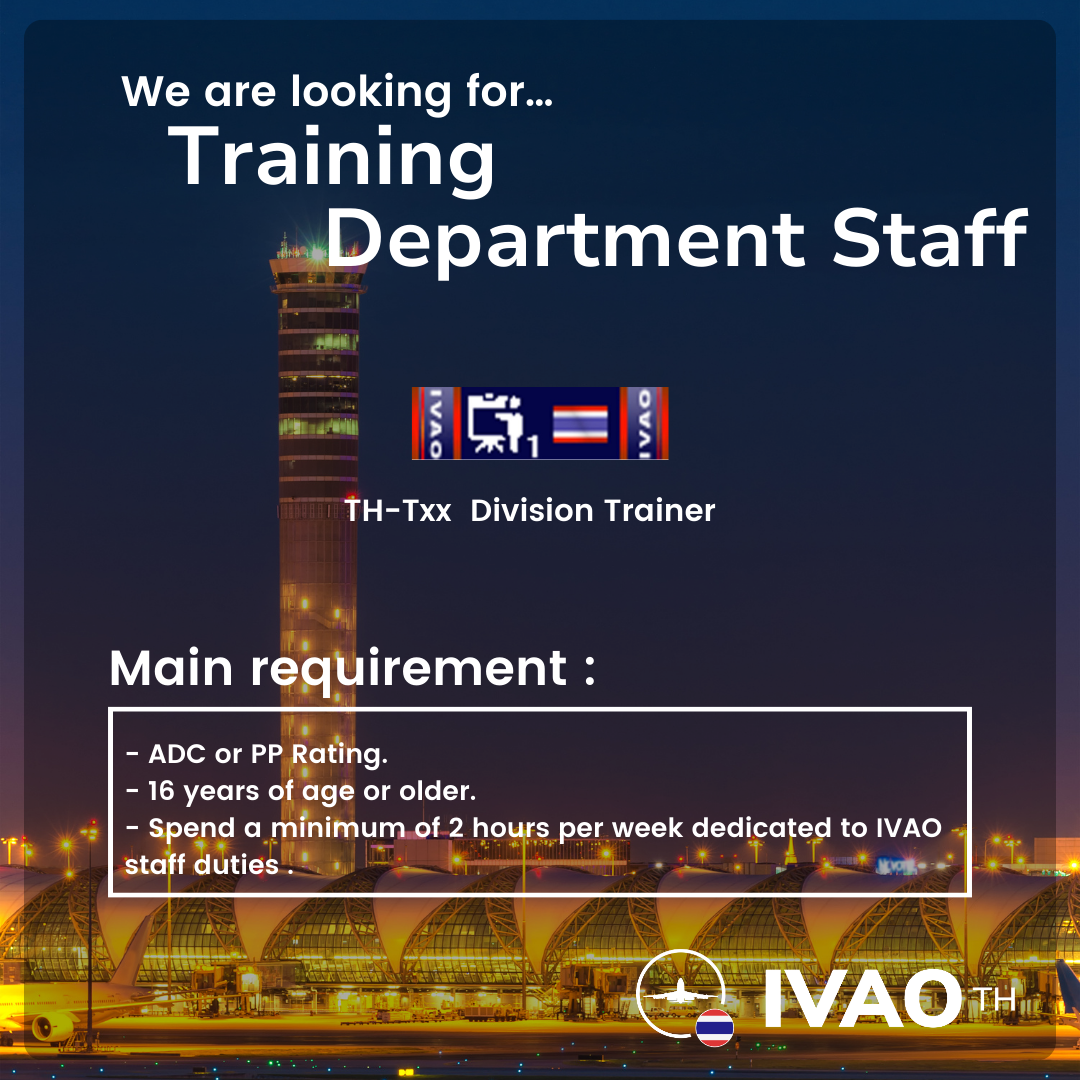 We are looking for...
Training
Department Staff
IVAO 1 IVAO
TH-Txx Division Trainer
Main requirement :
- ADC or PP Rating.
- 16 years of age or older.
- Spend a minimum of 2 hours per week dedicated to IVAO
staff duties .
IVAO TH